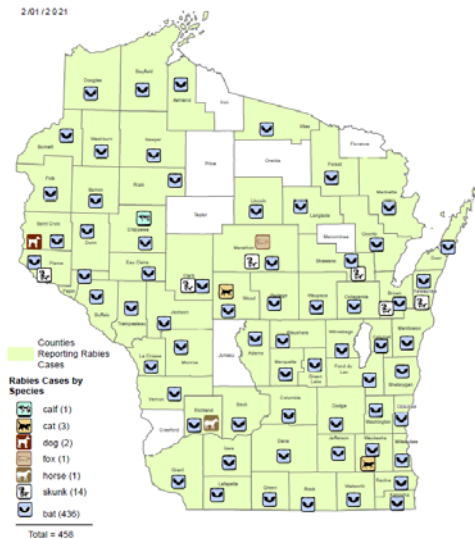 2/01/2021
Douglas
Bayfield
Ashland
Iron
Vilas
Florence
Burnett
Washburn
Sawyer
Price
Oneida
Forest
Marinette
Polk
Barron
Rusk
Lincoln
Langlade
Taylor
Chippewa
Saint Croix
Dunn
Marathon
Menominee
Oconto
Door
Pierce
Eau Claire
Clark
Shawano
Pepin
Wood
Portage
Waupaca
Outagamie
Brown
Kewaunee
Buffalo
Trempealeau
Jackson
Waushara
Winnebago
Manitowoc
Adams
La Crosse
Monroe
Juneau
Marquette
Green Lake
Fond du Lac
Sheboygan
Vernon
Crawford
Richland
Sauk
Columbia
Dodge
Washington
Ozaukee
Grant
Iowa
Dane
Jefferson
Waukesha
Milwaukee
Lafayette
Green
Rock
Walworth
Racine
Kenosha
Counties
Reporting Rabies
Cases
Rabies Cases by
Species
calf (1)
cat (3)
dog (2)
fox (1)
horse (1)
skunk (14)
bat (436)
Total = 458